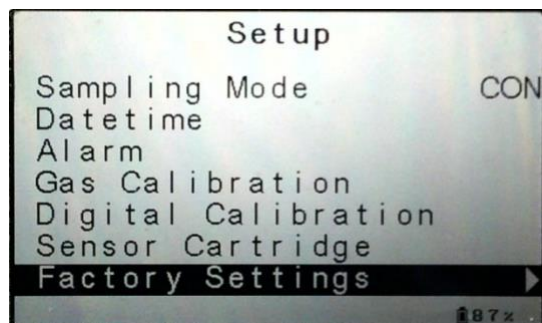 Setup
Sampling Mode CON
Datetime
Alarm
Gas Calibration
Digital Calibration
Sensor Cartridge
Factory Settings
87%